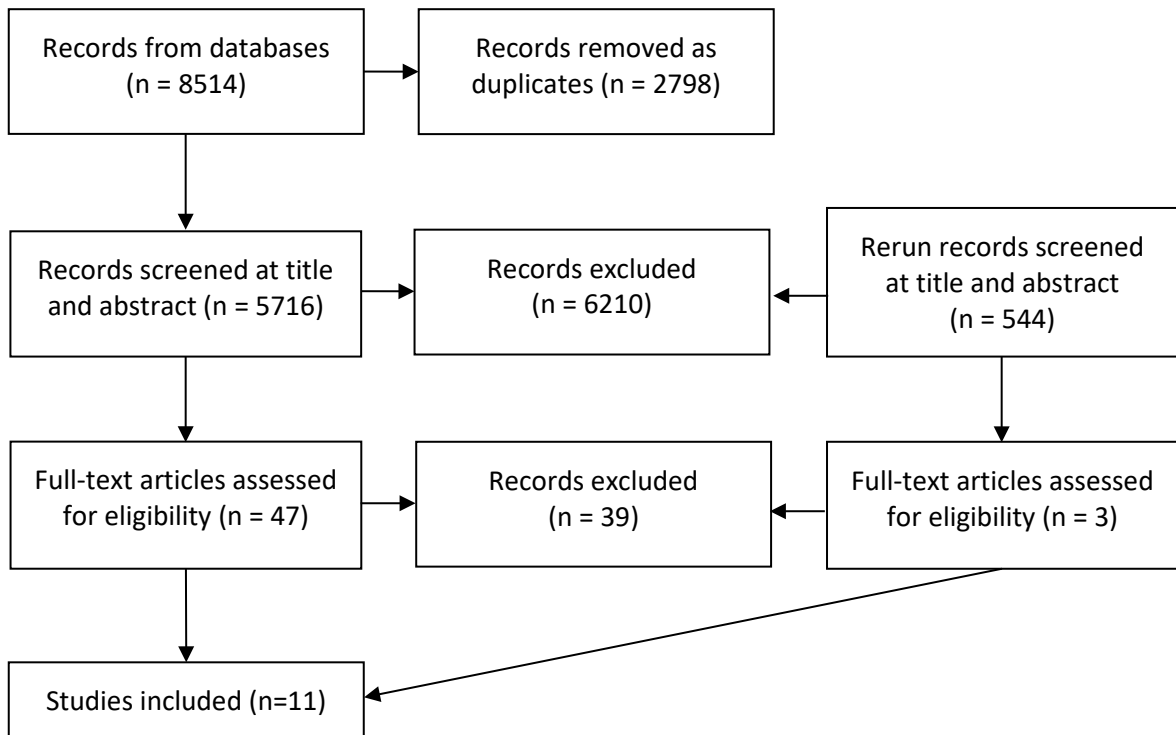 Records from databases
(n = 8514)
Records removed as
duplicates (n = 2798)
Records screened at title
and abstract (n = 5716)
Records excluded
(n = 6210)
Rerun records screened
at title and abstract
(n = 544)
Full-text articles assessed
for eligibility (n = 47)
Records excluded
(n = 39)
Full-text articles assessed
for eligibility (n = 3)
Studies included (n=11)